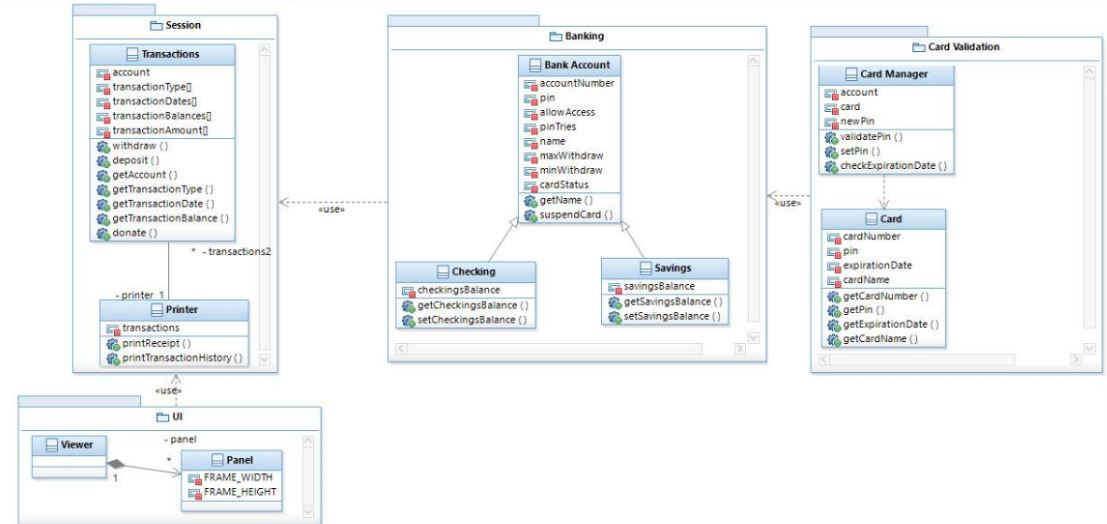 Session
Transactions
account
transactionType[]
transactionDates[]
transactionBalances[]
transactionAmount[]
withdraw ( )
deposit ( )
getAccount ( )
getTransactionType ( )
getTransactionDate ( )
getTransactionBalance ( )
donate ( )
* - transactions2
- printer 1
Printer
transactions
printReceipt ( )
printTransactionHistory ( )
«use»
Banking
Bank Account
accountNumber
pin
allowAccess
pinTries
name
maxWithdraw
minWithdraw
cardStatus
getName ( )
suspendCard ( )
Checking
checkingsBalance
getCheckingsBalance ( )
setCheckingsBalance ( )
Savings
savingsBalance
getSavingsBalance ( )
setSavingsBalance ( )
«use»
Card Validation
Card Manager
account
card
newPin
validatePin ( )
setPin ( )
checkExpirationDate ( )
Card
cardNumber
pin
expirationDate
cardName
getCardNumber ( )
getPin ( )
getExpirationDate ( )
getCardName ( )
«use»
UI
Viewer
- panel
*
1
Panel
FRAME_WIDTH
FRAME_HEIGHT